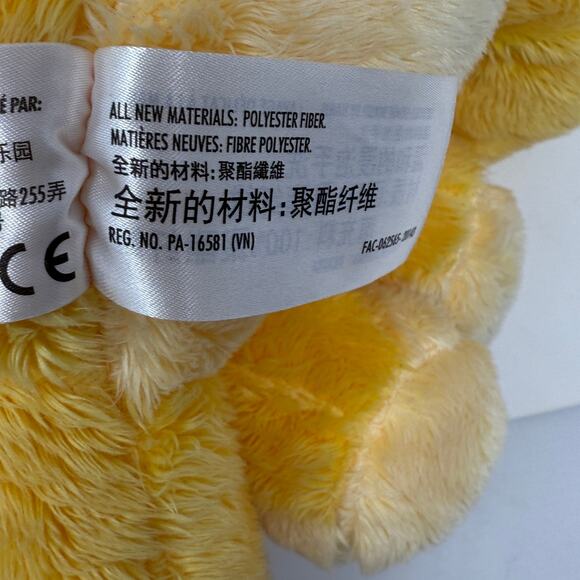 É PAR:
乐园
路255弄
号
CE
ALL NEW MATERIALS: POLYESTER FIBER.
MATIÈRES NEUVES: FIBRE POLYESTER.
全新的材料: 聚酯纖維
全新的材料: 聚酯纤维
REG. NO. PA-16581 (VN)